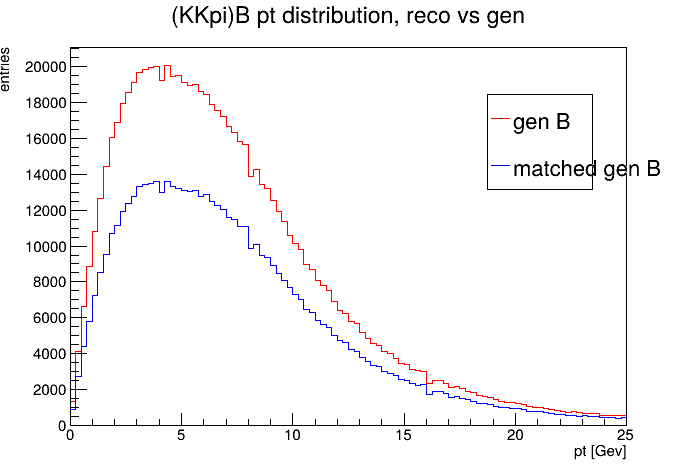 (KKpi)B pt distribution, reco vs gen
entries
20000
18000
16000
14000
12000
10000
8000
6000
4000
2000
0
0 5 10 15 20 25
pt [Gev]
gen B
matched gen B